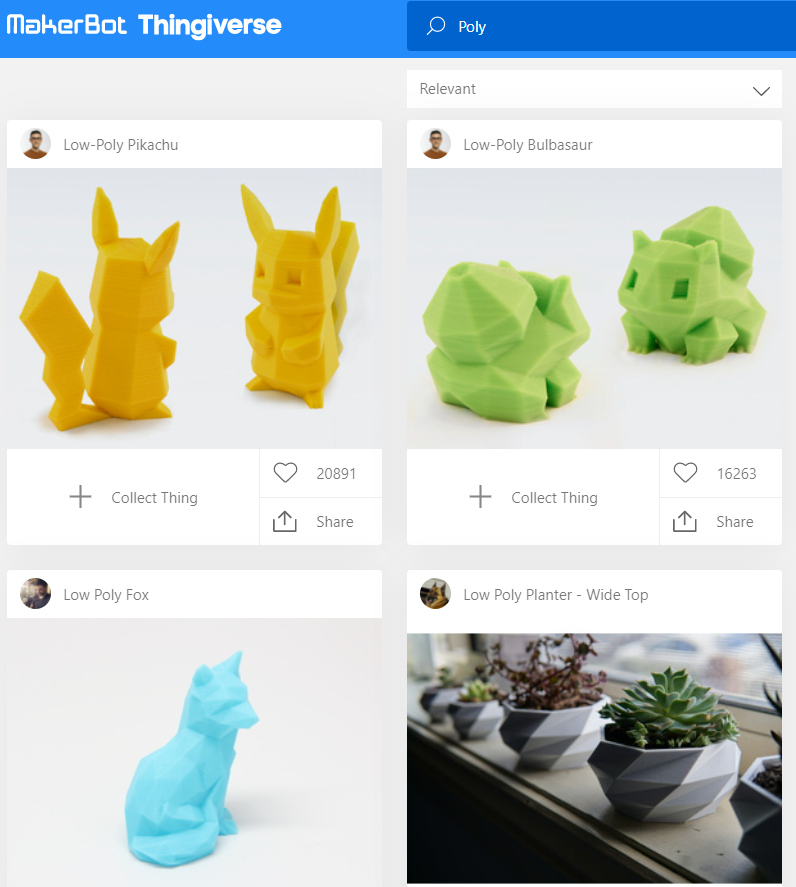 MakerBot Thingiverse
Poly
Relevant
Low-Poly Pikachu
Low-Poly Bulbasaur
20891
Collect Thing
Share
16263
Collect Thing
Share
Low Poly Fox
Low Poly Planter - Wide Top